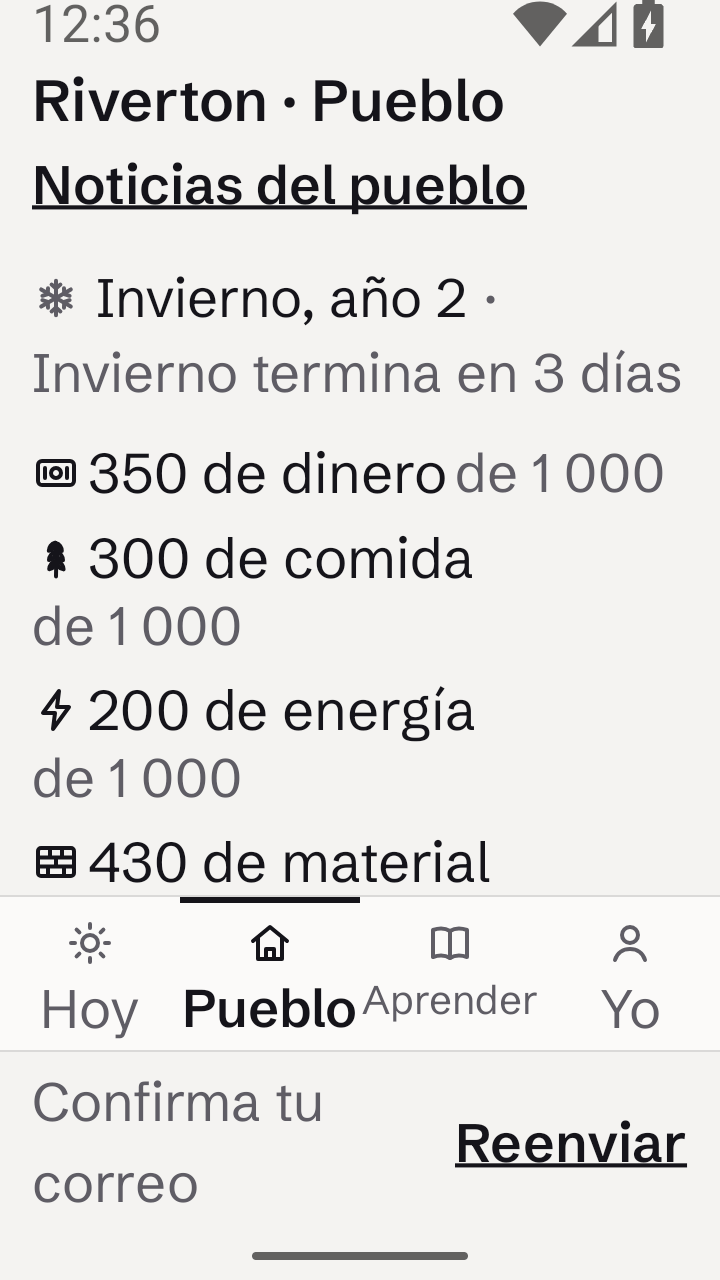 12:36
Riverton · Pueblo
Noticias del pueblo
Invierno, año 2 ·
Invierno termina en 3 días
350 de dinero de 1 000
300 de comida
de 1 000
200 de energía
de 1 000
430 de material
Hoy Pueblo Aprender Yo
Confirma tu
correo
Reenviar